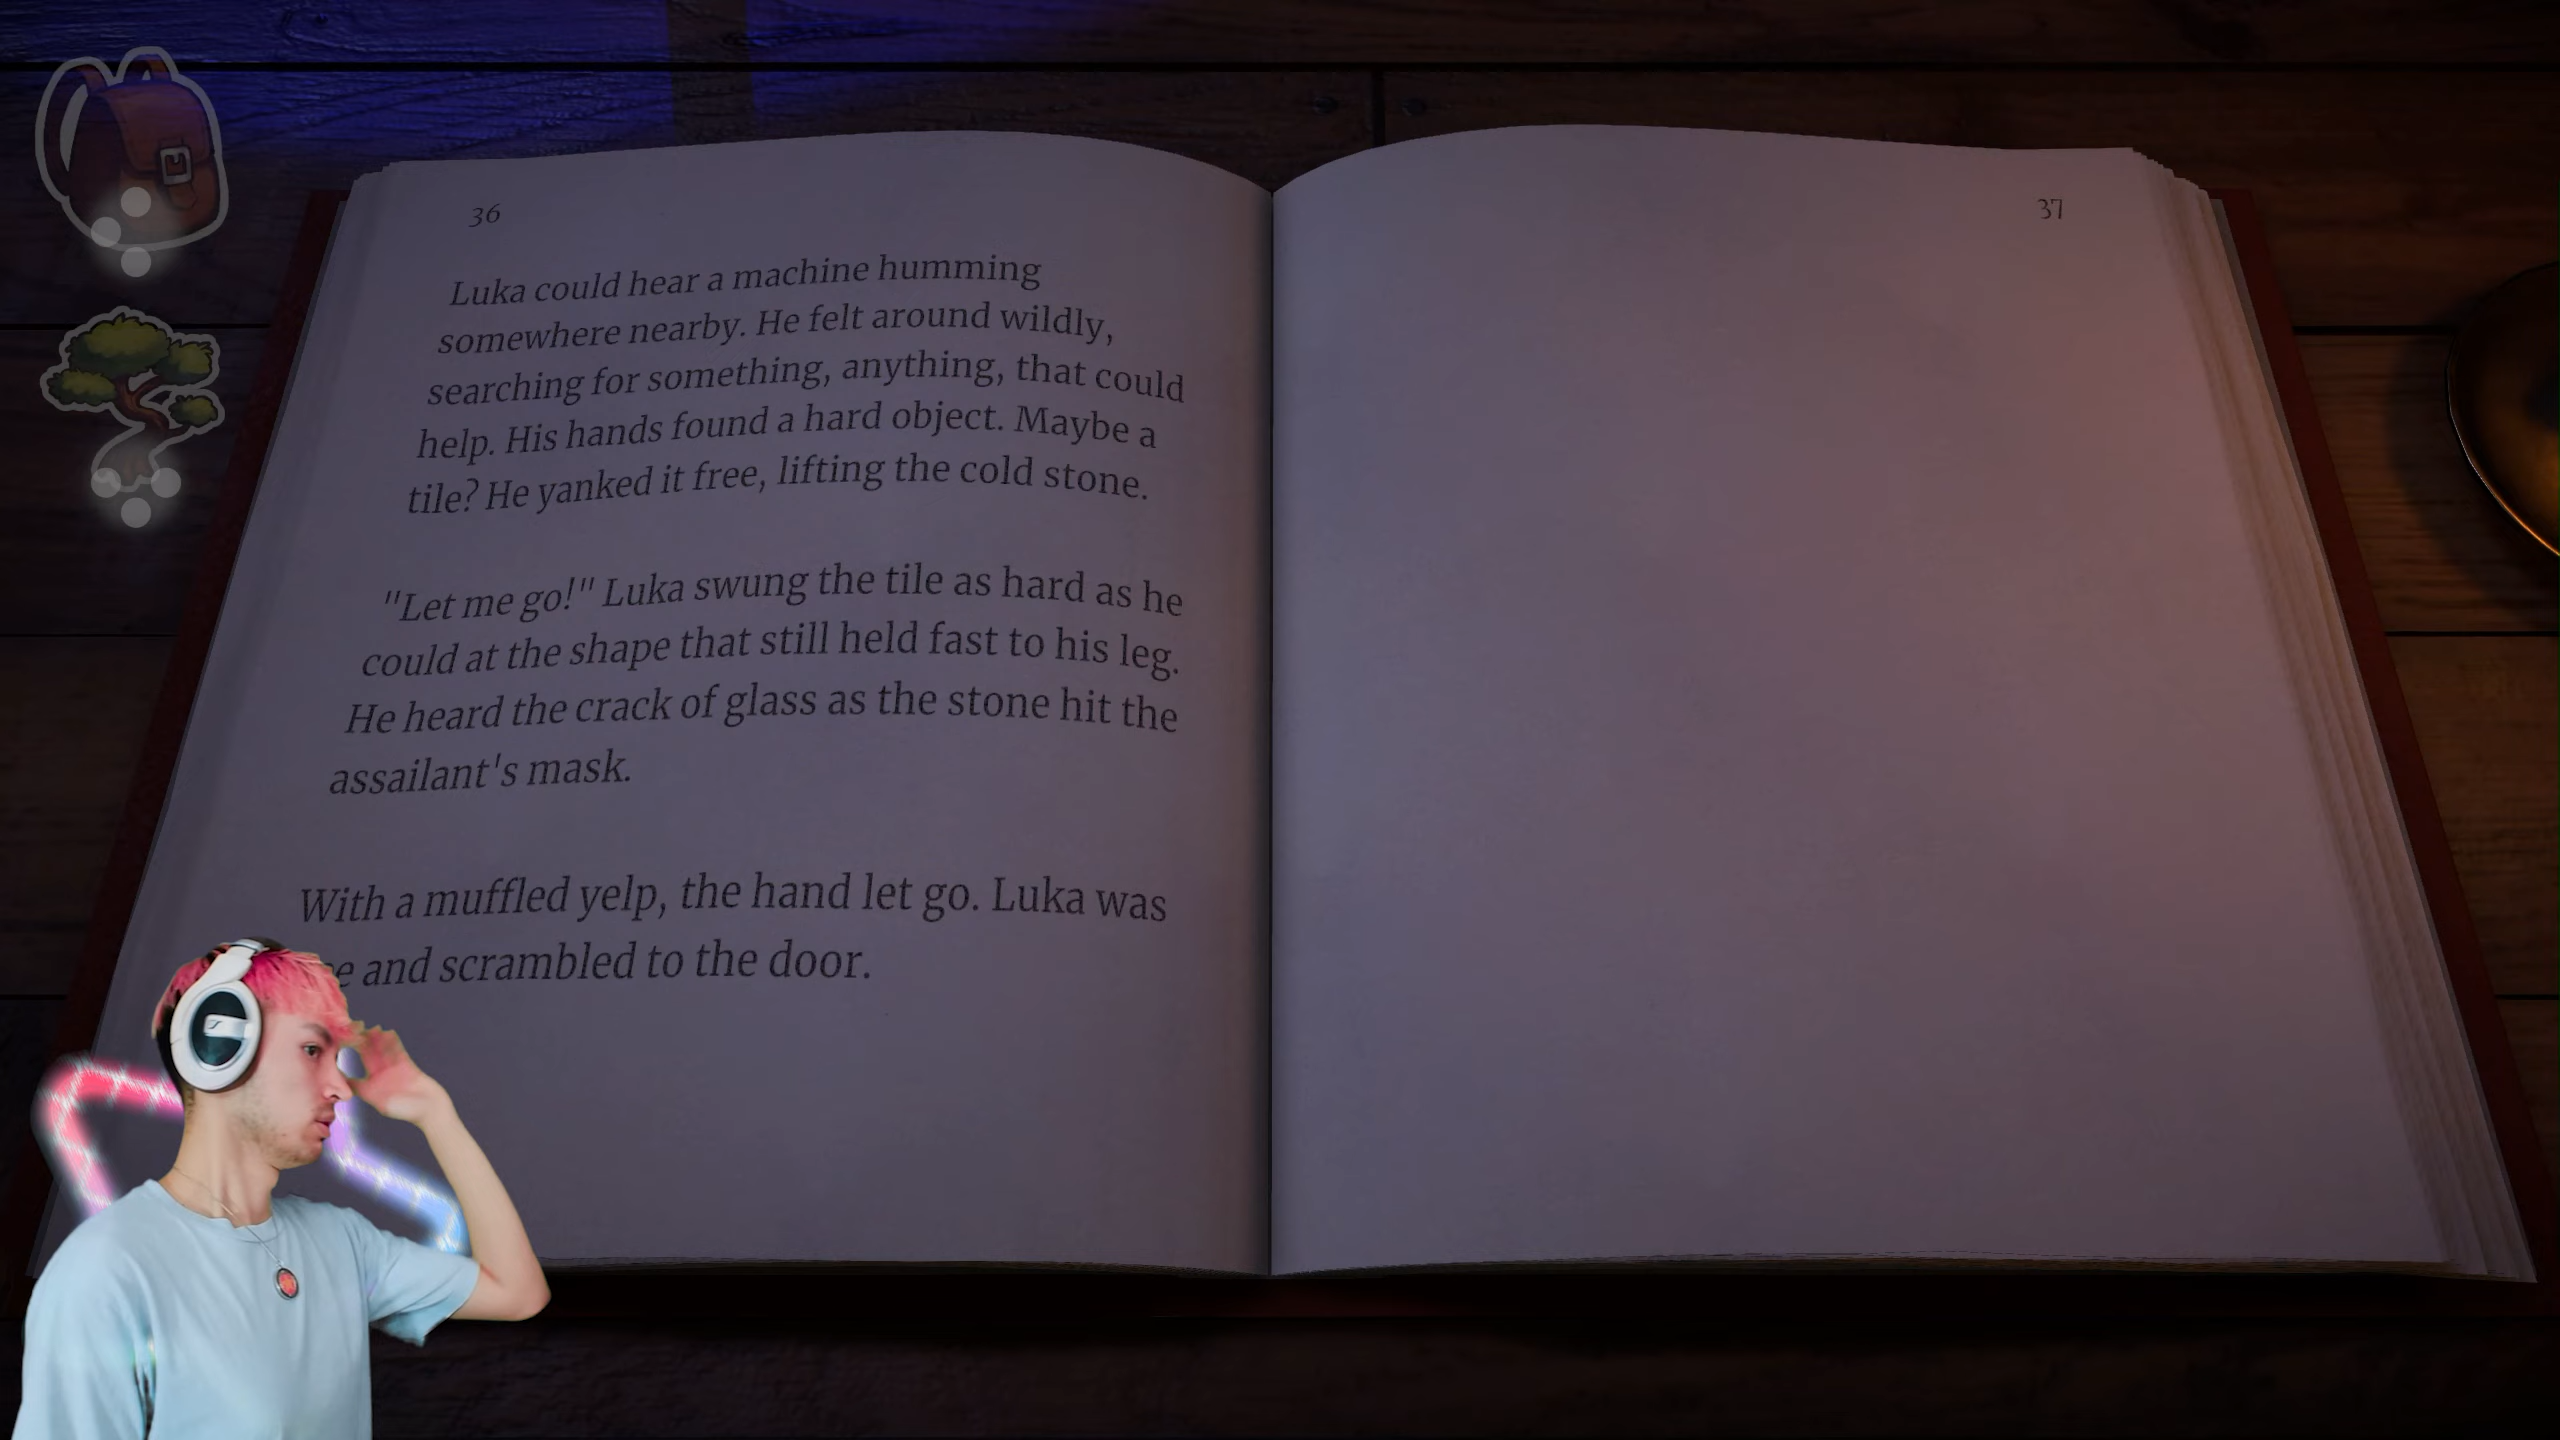 36
Luka could hear a machine humming
somewhere nearby. He felt around wildly,
searching for something, anything, that could
help. His hands found a hard object. Maybe a
tile? He yanked it free, lifting the cold stone.
"Let me go!" Luka swung the tile as hard as he
could at the shape that still held fast to his leg.
He heard the crack of glass as the stone hit the
assailant's mask.
With a muffled yelp, the hand let go. Luka was
and scrambled to the door.
37